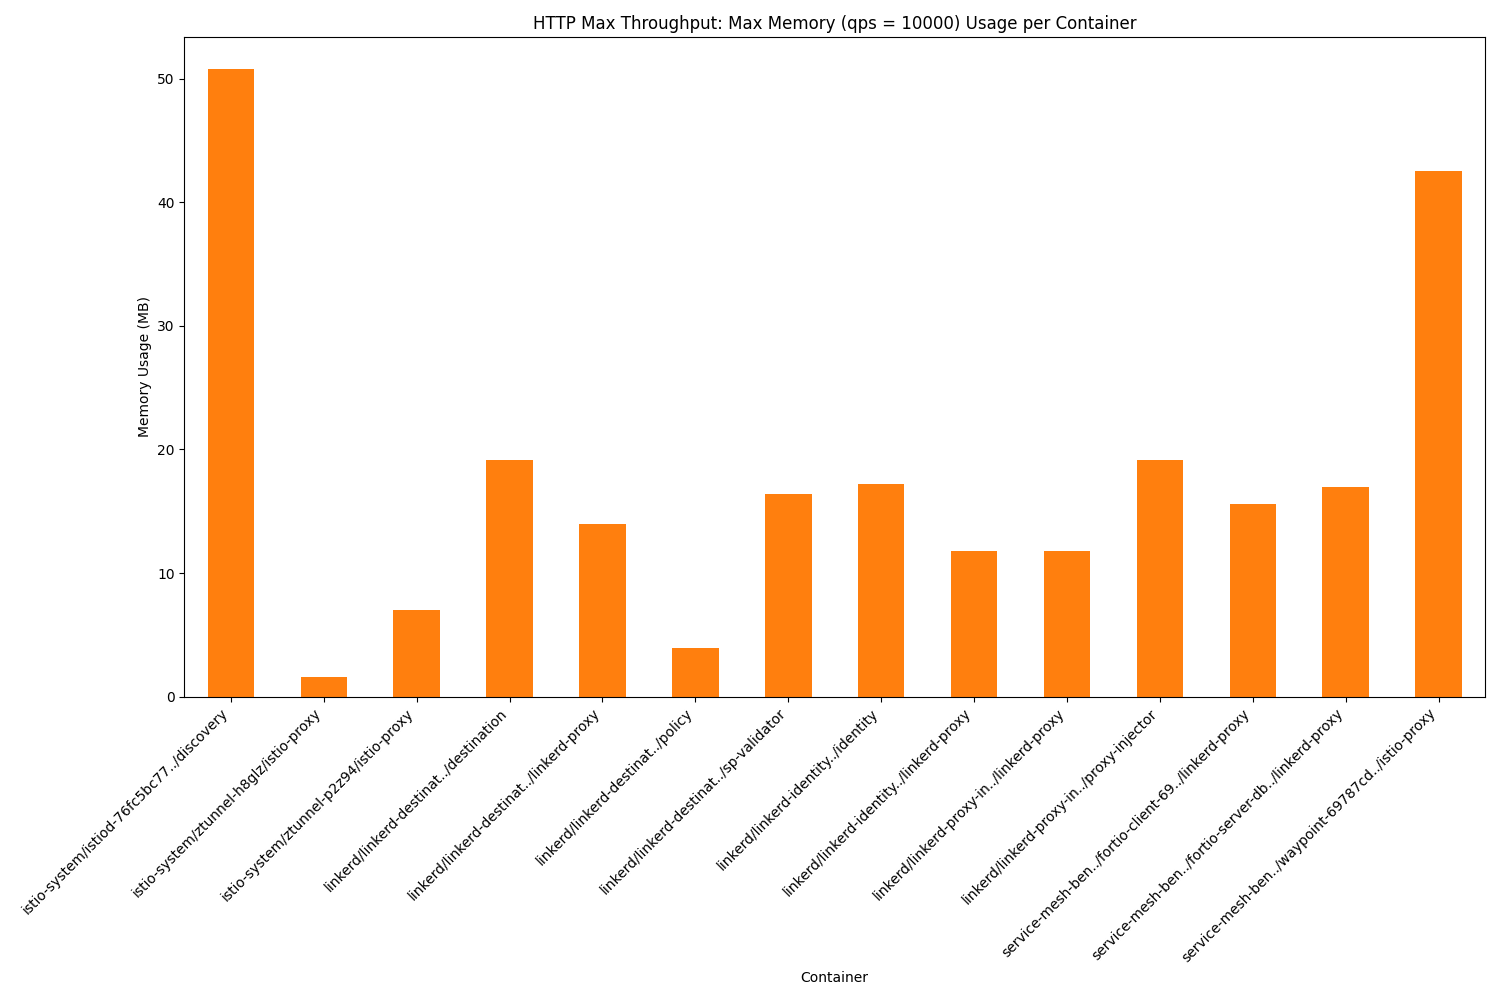 HTTP Max Throughput: Max Memory (qps = 10000) Usage per Container
Memory Usage (MB)
50
40
30
20
10
0
istio-system/istiod-76fc5bc77../discovery
istio-system/ztunnel-h8glz/istio-proxy
istio-system/ztunnel-p2z94/istio-proxy
linkerd/linkerd-destinat../destination
linkerd/linkerd-destinat../linkerd-proxy
linkerd/linkerd-destinat../policy
linkerd/linkerd-destinat../sp-validator
linkerd/linkerd-identity../identity
linkerd/linkerd-identity../linkerd-proxy
linkerd/linkerd-proxy-in../linkerd-proxy
linkerd/linkerd-proxy-in../proxy-injector
service-mesh-ben../fortio-client-69../linkerd-proxy
service-mesh-ben../fortio-server-db../linkerd-proxy
service-mesh-ben../waypoint-69787cd../istio-proxy
Container